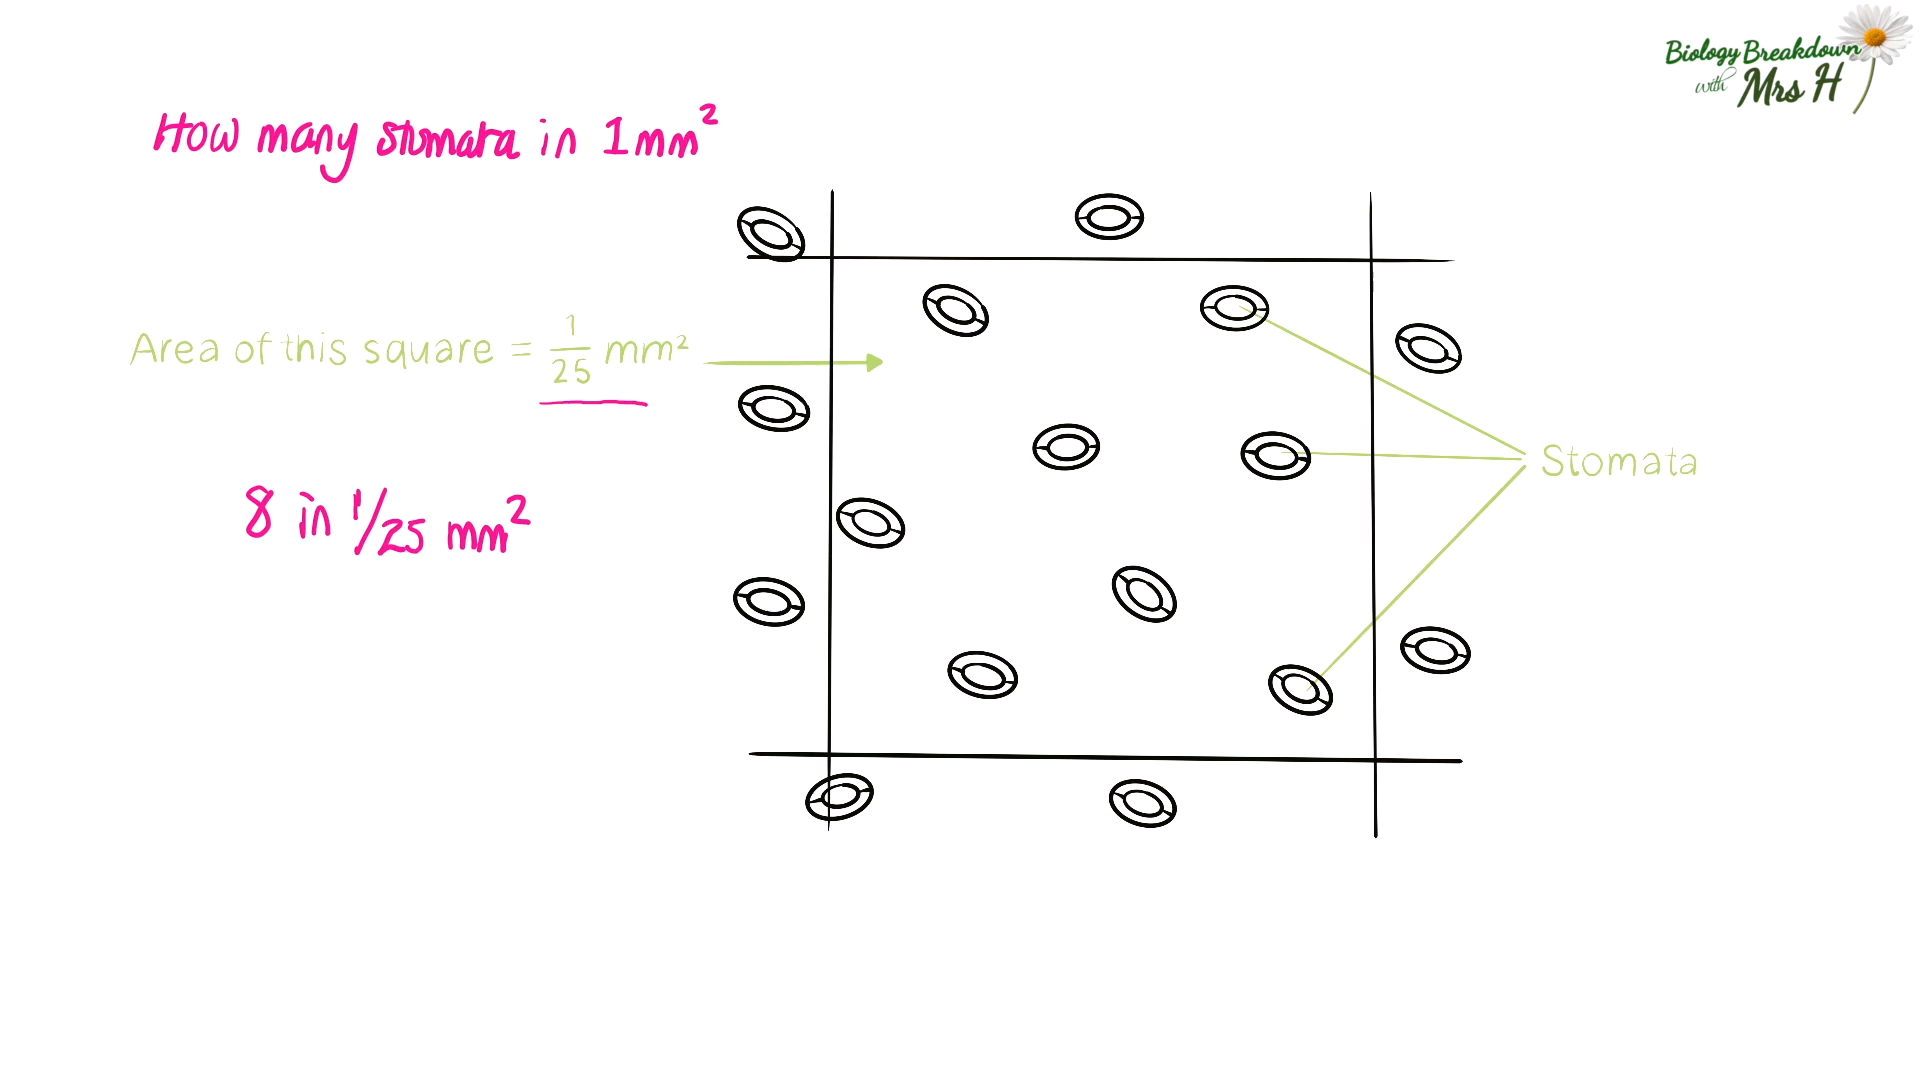 Biology Breakdown
with Mrs H
How many stomata in 1mm²
Area of this square = 1/25 mm²
Stomata
8 in 1/25 mm²